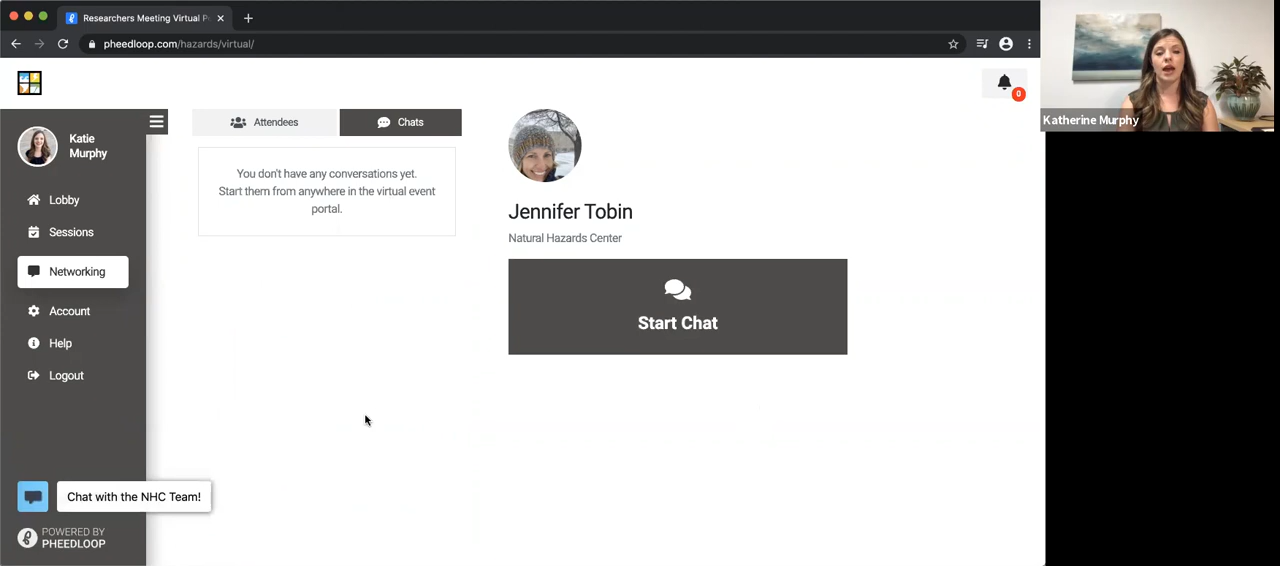 Researchers Meeting Virtual P
pheedloop.com/hazards/virtual/
0
Katherine Murphy
Katie
Murphy
Lobby
Sessions
Networking
Account
Help
Logout
Chat with the NHC Team!
POWERED BY
PHEEDLOOP
Attendees
Chats
You don't have any conversations yet.
Start them from anywhere in the virtual event
portal.
Jennifer Tobin
Natural Hazards Center
Start Chat